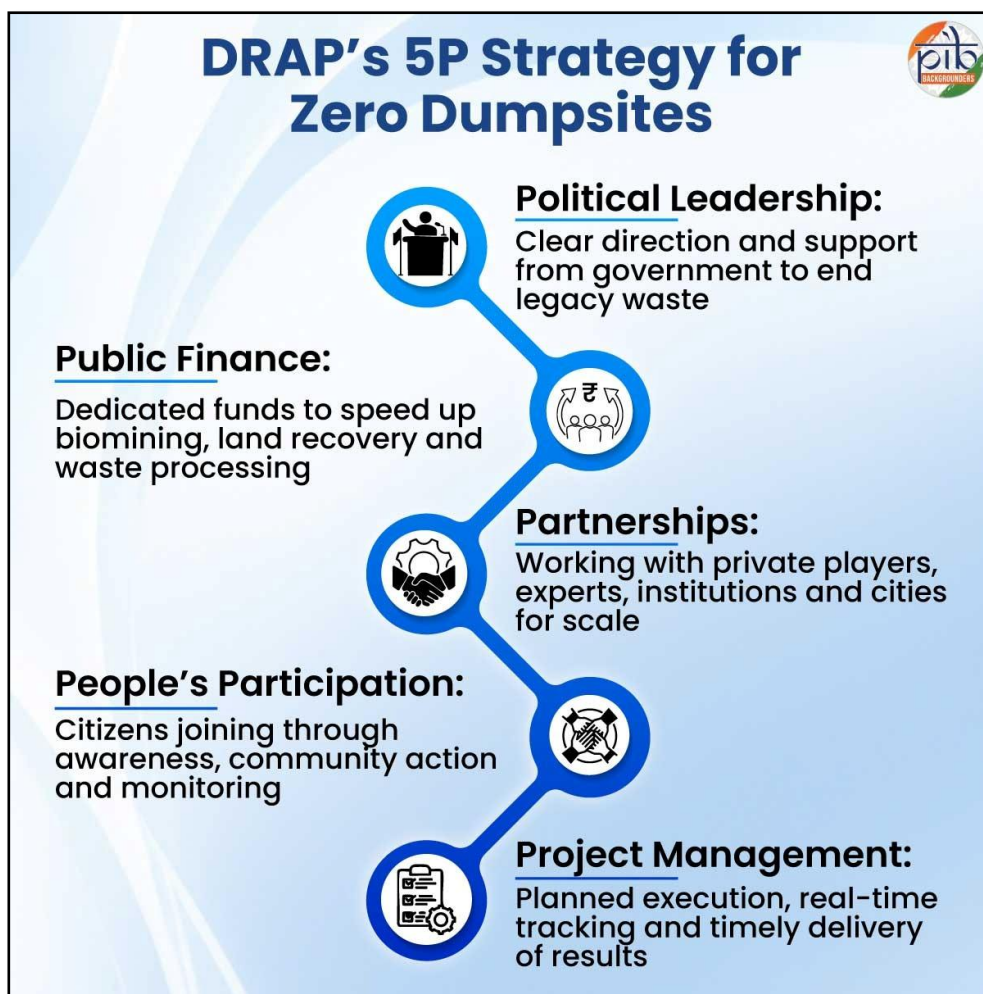 DRAP's 5P Strategy for
Zero Dumpsites
pib
BACKGROUNDERS
Political Leadership:
Clear direction and support
from government to end
legacy waste
Public Finance:
Dedicated funds to speed up
biomining, land recovery and
waste processing
₹
Partnerships:
Working with private players,
experts, institutions and cities
for scale
People's Participation:
Citizens joining through
awareness, community action
and monitoring
Project Management:
Planned execution, real-time
tracking and timely delivery
of results